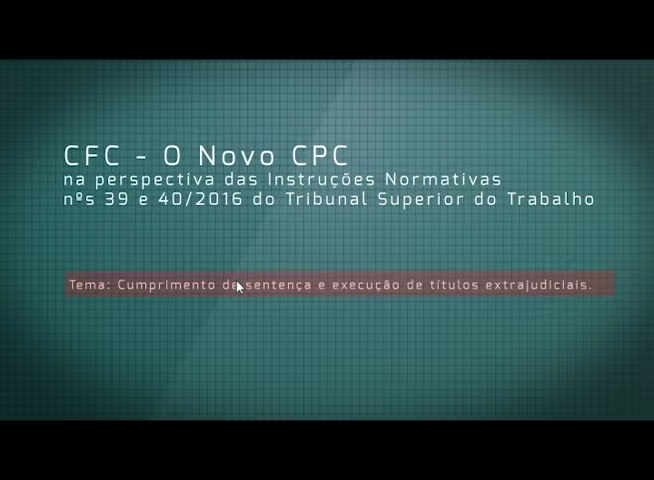 CFC - O Novo CPC
na perspectiva das Instruções Normativas
nºs 39 e 40/2016 do Tribunal Superior do Trabalho
Tema: Cumprimento de sentença e execução de títulos extrajudiciais.